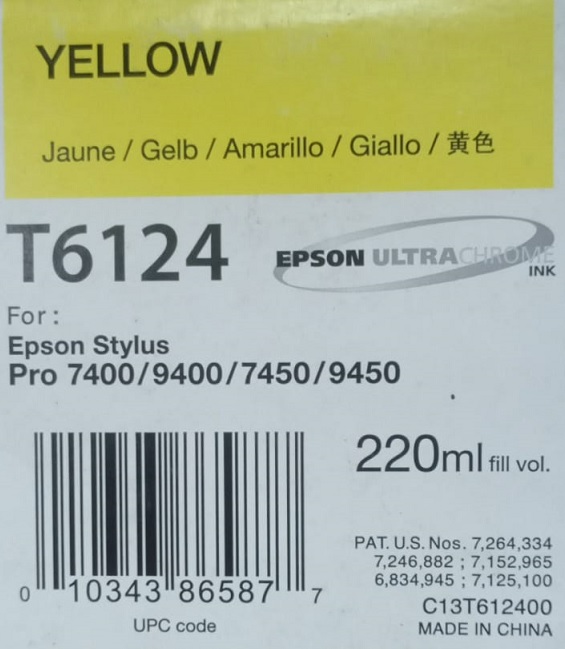 YELLOW
Jaune / Gelb / Amarillo / Giallo / 黄色
T6124
EPSON ULTRACHROME
INK
For:
Epson Stylus
Pro 7400/9400/7450/9450
220ml fill vol.
PAT. U.S. Nos. 7,264,334
7,246,882 ; 7,152,965
6,834,945 ; 7,125,100
C13T612400
MADE IN CHINA
0 10343 86587 7
UPC code